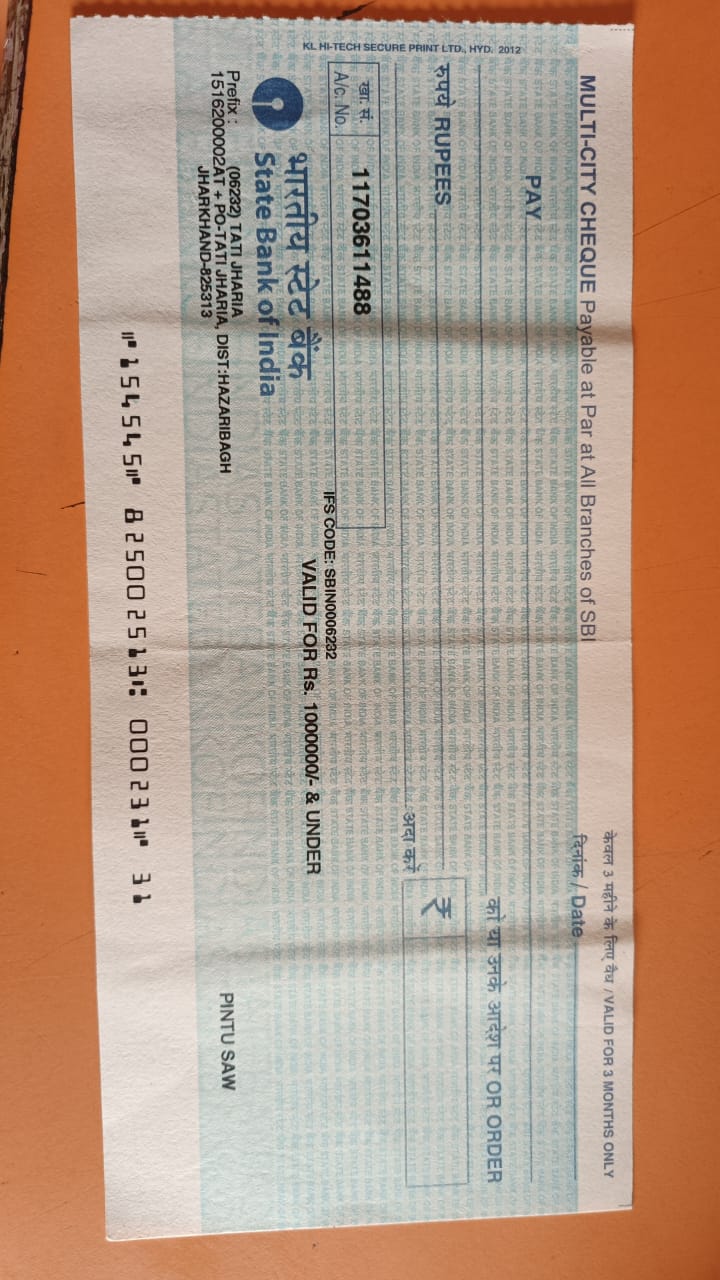 KL HI-TECH SECURE PRINT LTD., HYD. 2012
MULTI-CITY CHEQUE Payable at Par at All Branches of SBI
केवल 3 महीने के लिए वैध / VALID FOR 3 MONTHS ONLY
दिनांक / Date
PAY
को या उनके आदेश पर OR ORDER
रुपये RUPEES
अदा करें
₹
खा. सं.
A/c. No.
11703611488
IFS CODE: SBIN0006232
VALID FOR Rs. 1000000/- & UNDER
भारतीय स्टेट बैंक
State Bank of India
Prefix : (06232) TATI JHARIA
1516200002 AT + PO-TATI JHARIA, DIST:HAZARIBAGH
JHARKHAND-825313
PINTU SAW
⑈154545⑈ 825002513⑆ 000231⑈ 31